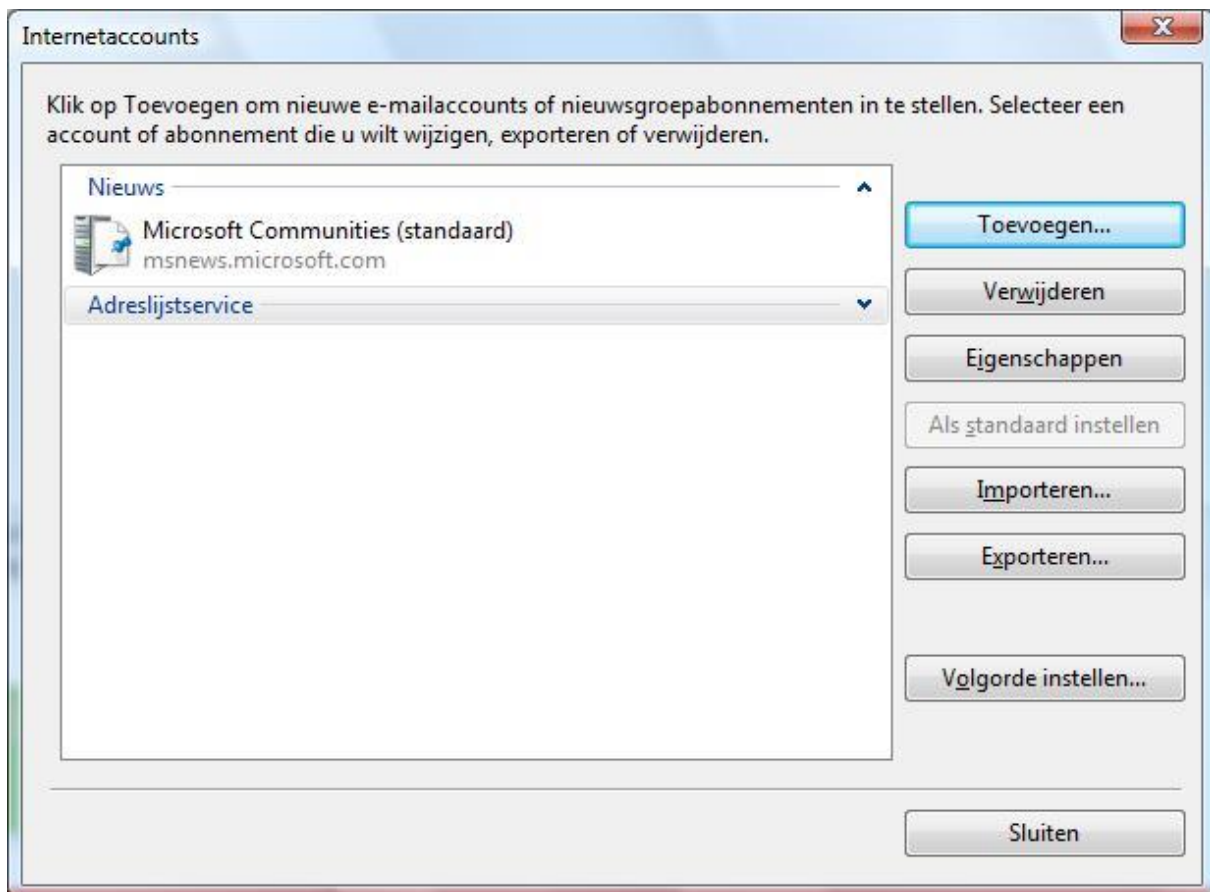 Internetaccounts
Klik op Toevoegen om nieuwe e-mailaccounts of nieuwsgroepabonnementen in te stellen. Selecteer een
account of abonnement die u wilt wijzigen, exporteren of verwijderen.
Nieuws
Microsoft Communities (standaard)
msnews.microsoft.com
Adreslijstservice
Toevoegen...
Verwijderen
Eigenschappen
Als standaard instellen
Importeren...
Exporteren...
Volgorde instellen...
Sluiten